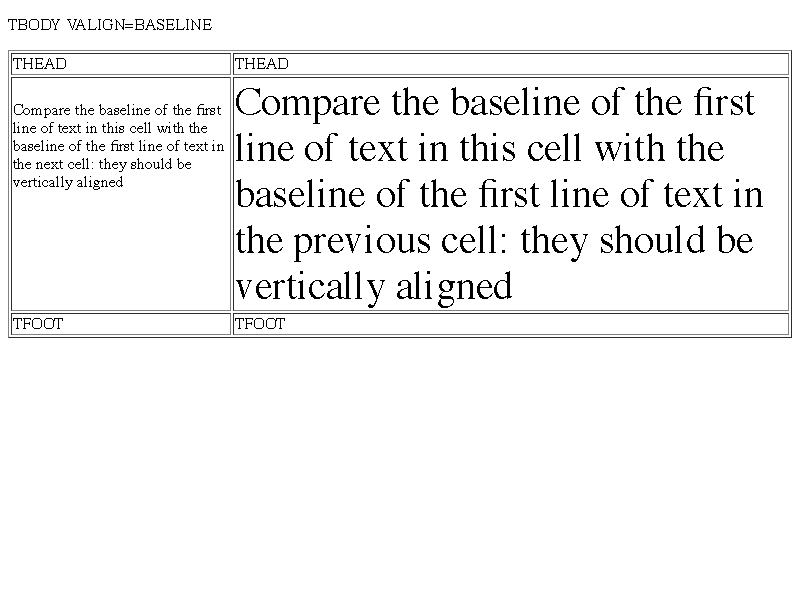 TBODY VALIGN=BASELINE
THEAD THEAD
Compare the baseline of the first
line of text in this cell with the
baseline of the first line of text in
the next cell: they should be
vertically aligned
Compare the baseline of the first
line of text in this cell with the
baseline of the first line of text in
the previous cell: they should be
vertically aligned
TFOOT TFOOT